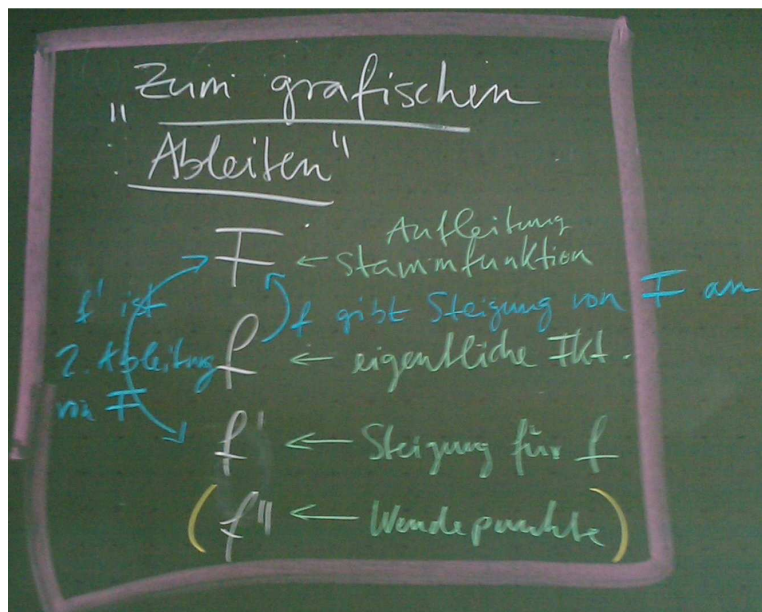 "Zum grafischen
Ableiten"
F ← Aufleitung
Stammfunktion
f gibt Steigung von F an
f' ist
2. Ableitung
von F
f ← eigentliche Fkt.
f' ← Steigung für f
(f'' ← Wendepunkte)